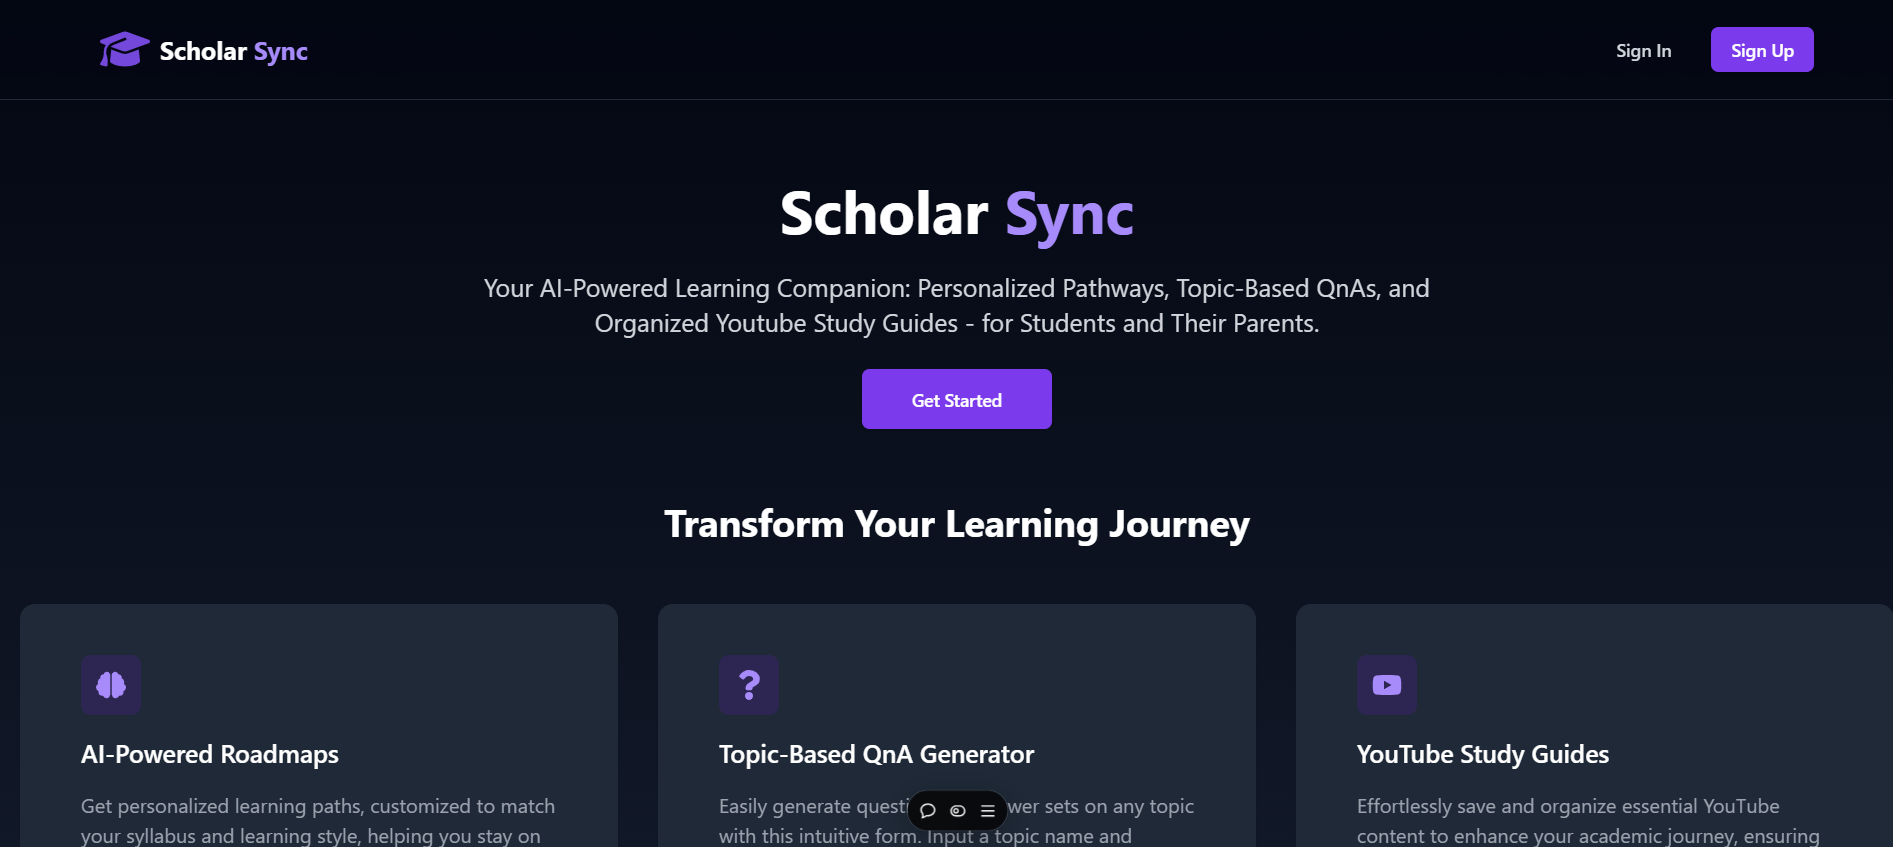 Scholar Sync
Sign In
Sign Up
Scholar Sync
Your AI-Powered Learning Companion: Personalized Pathways, Topic-Based QnAs, and
Organized Youtube Study Guides - for Students and Their Parents.
Get Started
Transform Your Learning Journey
AI-Powered Roadmaps
Get personalized learning paths, customized to match
your syllabus and learning style, helping you stay on
Topic-Based QnA Generator
Easily generate sets on any topic
with this intuitive form. Input a topic name and
YouTube Study Guides
Effortlessly save and organize essential YouTube
content to enhance your academic journey, ensuring